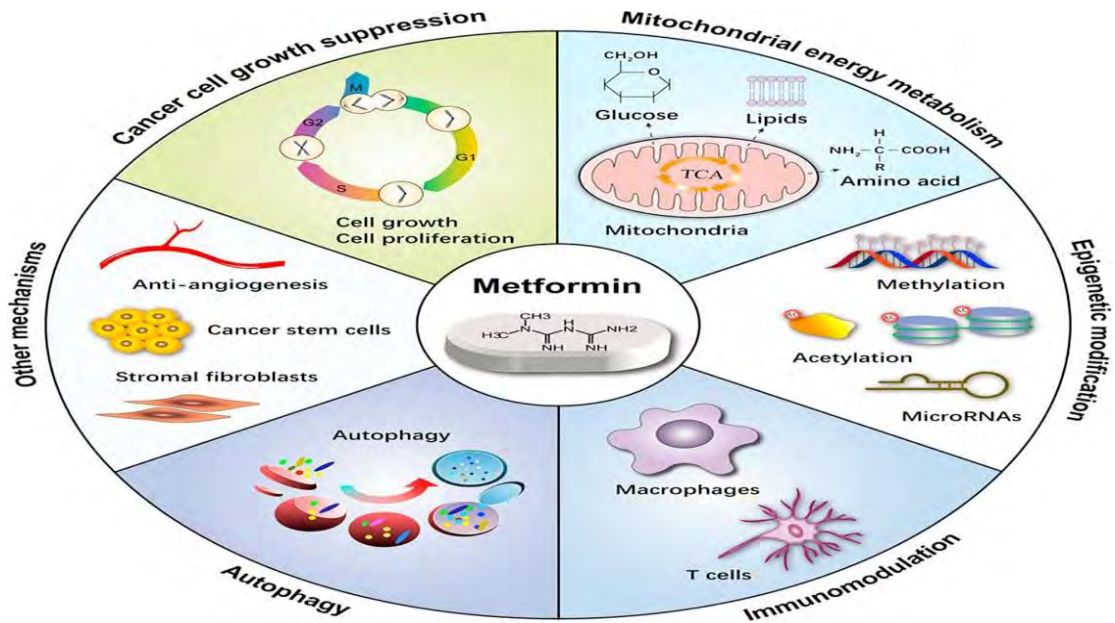 Cancer cell growth suppression
M
G2
G1
S
Cell growth
Cell proliferation
Mitochondrial energy metabolism
CH₂OH
O
Glucose
Lipids
H
NH₂-C-COOH
R
Amino acid
TCA
Mitochondria
Epigenetic modification
Methylation
Acetylation
MicroRNAs
Immunomodulation
Macrophages
T cells
Autophagy
Autophagy
Other mechanisms
Anti-angiogenesis
Cancer stem cells
Stromal fibroblasts
Metformin
CH3
H3C
N
H
N
NH2
NH
NH